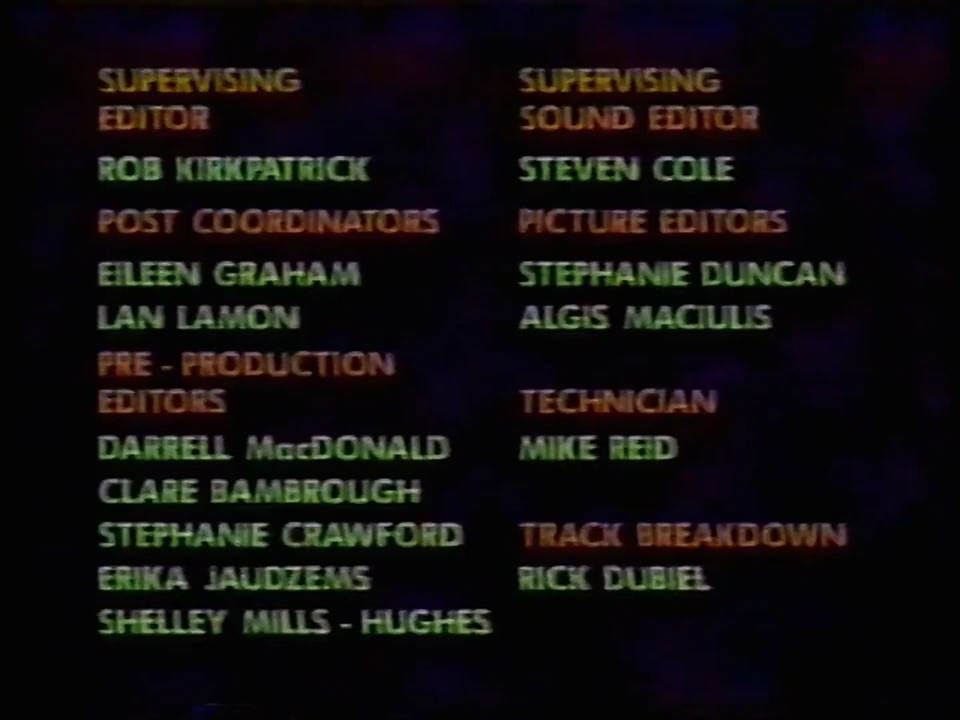 SUPERVISING
EDITOR
ROB KIRKPATRICK
POST COORDINATORS
EILEEN GRAHAM
LAN LAMON
PRE - PRODUCTION
EDITORS
DARRELL MacDONALD
CLARE BAMBROUGH
STEPHANIE CRAWFORD
ERIKA JAUDZEMS
SHELLEY MILLS - HUGHES
SUPERVISING
SOUND EDITOR
STEVEN COLE
PICTURE EDITORS
STEPHANIE DUNCAN
ALGIS MACIULIS
TECHNICIAN
MIKE REID
TRACK BREAKDOWN
RICK DUBIEL